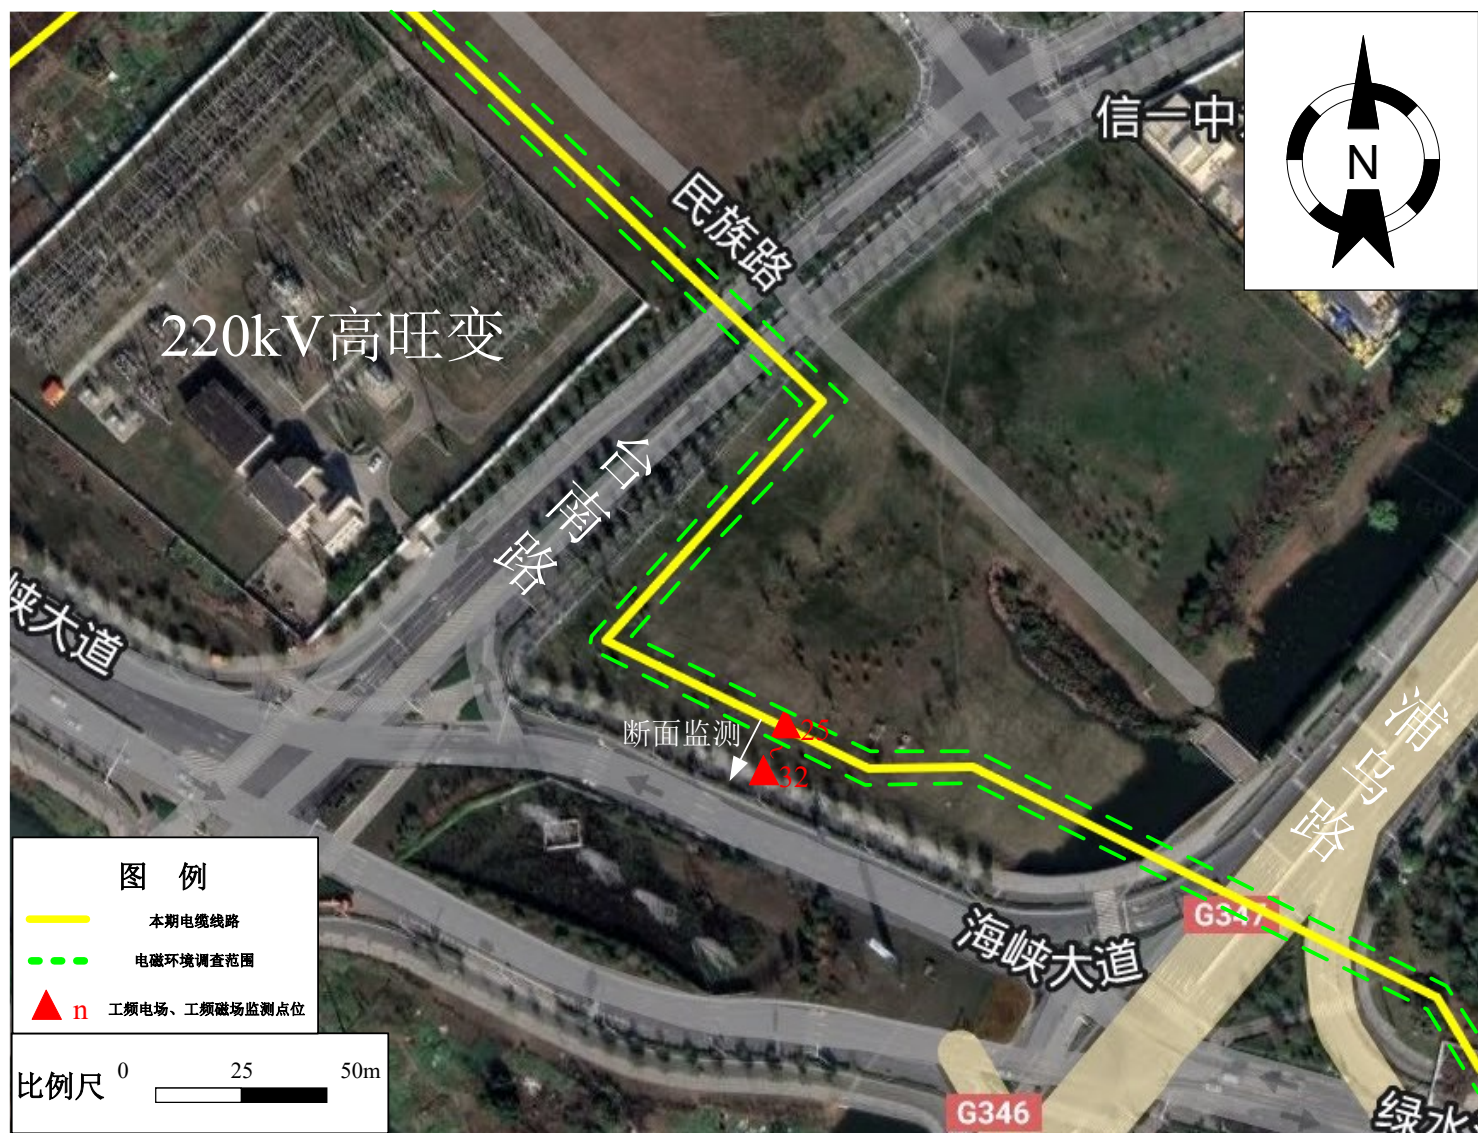 信一中
N
民族路
220kV高旺变
台南路
峡大道
浦乌路
断面监测
25
32
G347
海峡大道
图 例
本期电缆线路
电磁环境调查范围
n 工频电场、工频磁场监测点位
比例尺 0 25 50m
G346
绿水